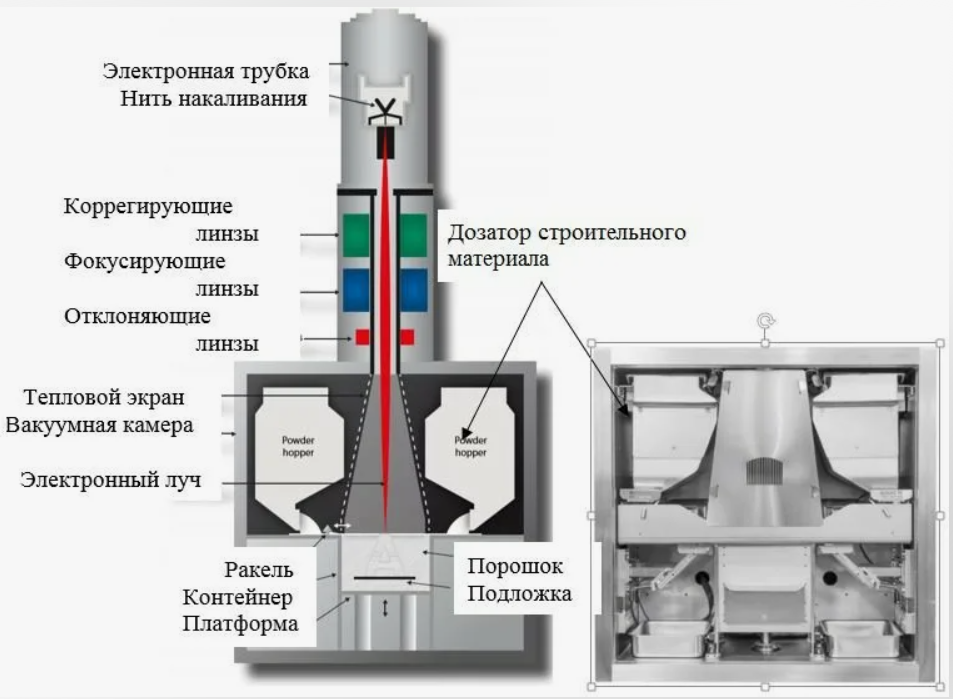 Электронная трубка
Нить накаливания
Коррегирующие
линзы
Фокусирующие
линзы
Отклоняющие
линзы
Дозатор строительного
материала
Тепловой экран
Вакуумная камера
Электронный луч
Powder
hopper
Powder
hopper
Ракель
Контейнер
Платформа
Порошок
Подложка